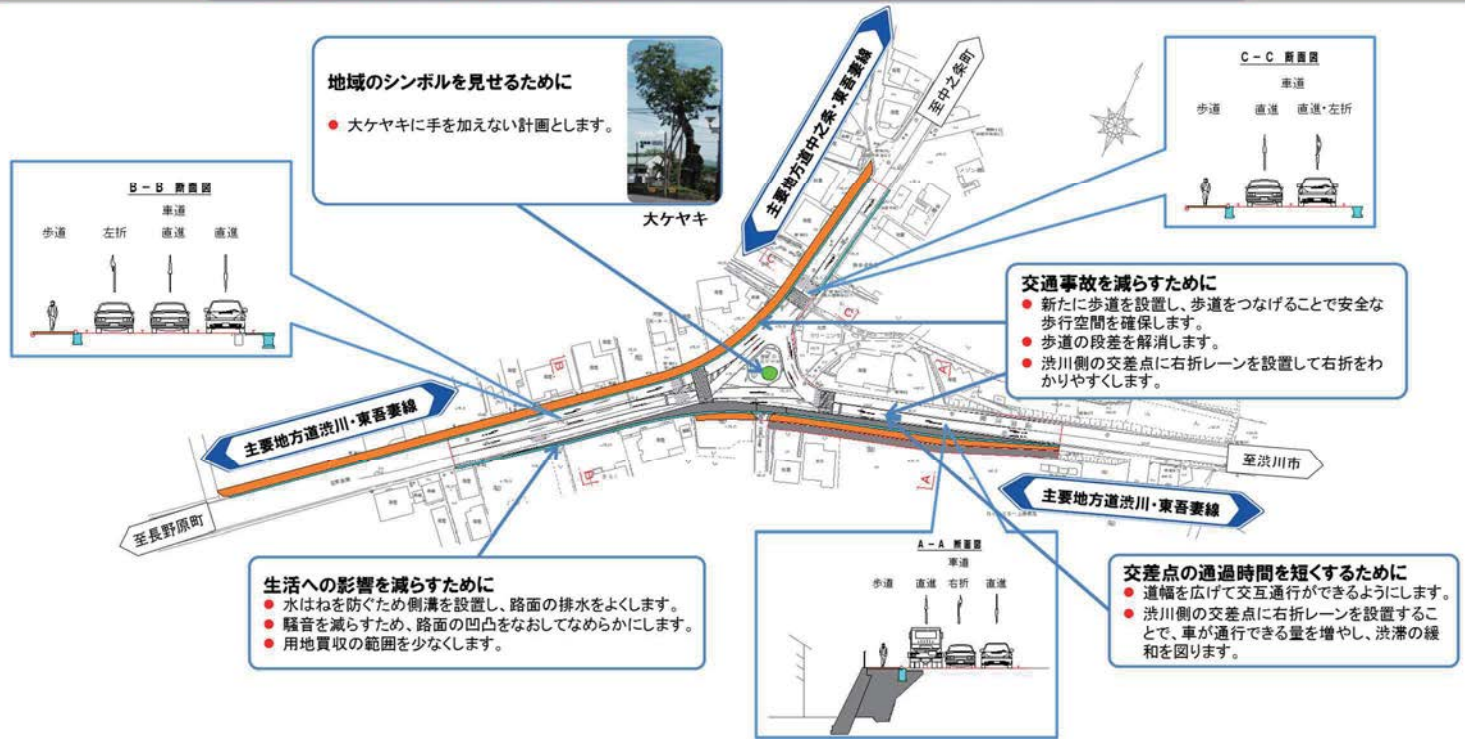 地域のシンボルを見せるために
● 大ケヤキに手を加えない計画とします。
大ケヤキ
主要地方道中之条・東吾妻線
至中之条町
C－C 断面図
車道
歩道 直進 直進・左折
B－B 断面図
車道
歩道 左折 直進 直進
交通事故を減らすために
● 新たに歩道を設置し、歩道をつなげることで安全な
歩行空間を確保します。
● 歩道の段差を解消します。
● 渋川側の交差点に右折レーンを設置して右折をわ
かりやすくします。
C
C
B
B
A
A
主要地方道渋川・東吾妻線
至長野原町
至渋川市
主要地方道渋川・東吾妻線
生活への影響を減らすために
● 水はねを防ぐため側溝を設置し、路面の排水をよくします。
● 騒音を減らすため、路面の凹凸をなおしてなめらかにします。
● 用地買収の範囲を少なくします。
A－A 断面図
車道
歩道 直進 右折 直進
交差点の通過時間を短くするために
● 道幅を広げて交互通行ができるようにします。
● 渋川側の交差点に右折レーンを設置するこ
とで、車が通行できる量を増やし、渋滞の緩
和を図ります。